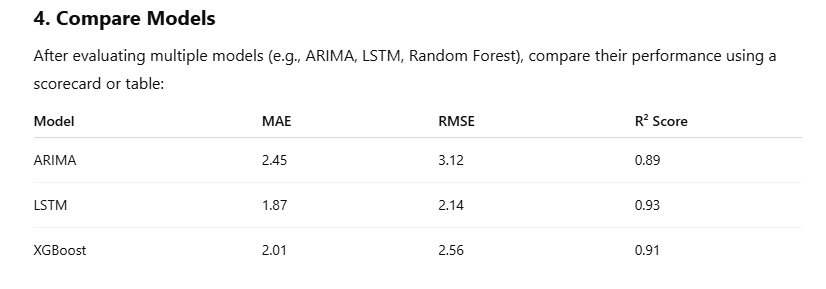 4. Compare Models
After evaluating multiple models (e.g., ARIMA, LSTM, Random Forest), compare their performance using a
scorecard or table:
Model MAE RMSE R² Score
ARIMA 2.45 3.12 0.89
LSTM 1.87 2.14 0.93
XGBoost 2.01 2.56 0.91